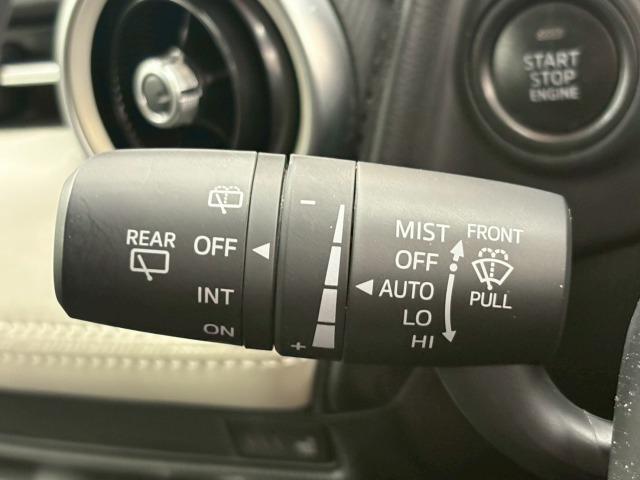 START
STOP
ENGINE
REAR
OFF
INT
ON
−
+
MIST
OFF
AUTO
LO
HI
FRONT
PULL